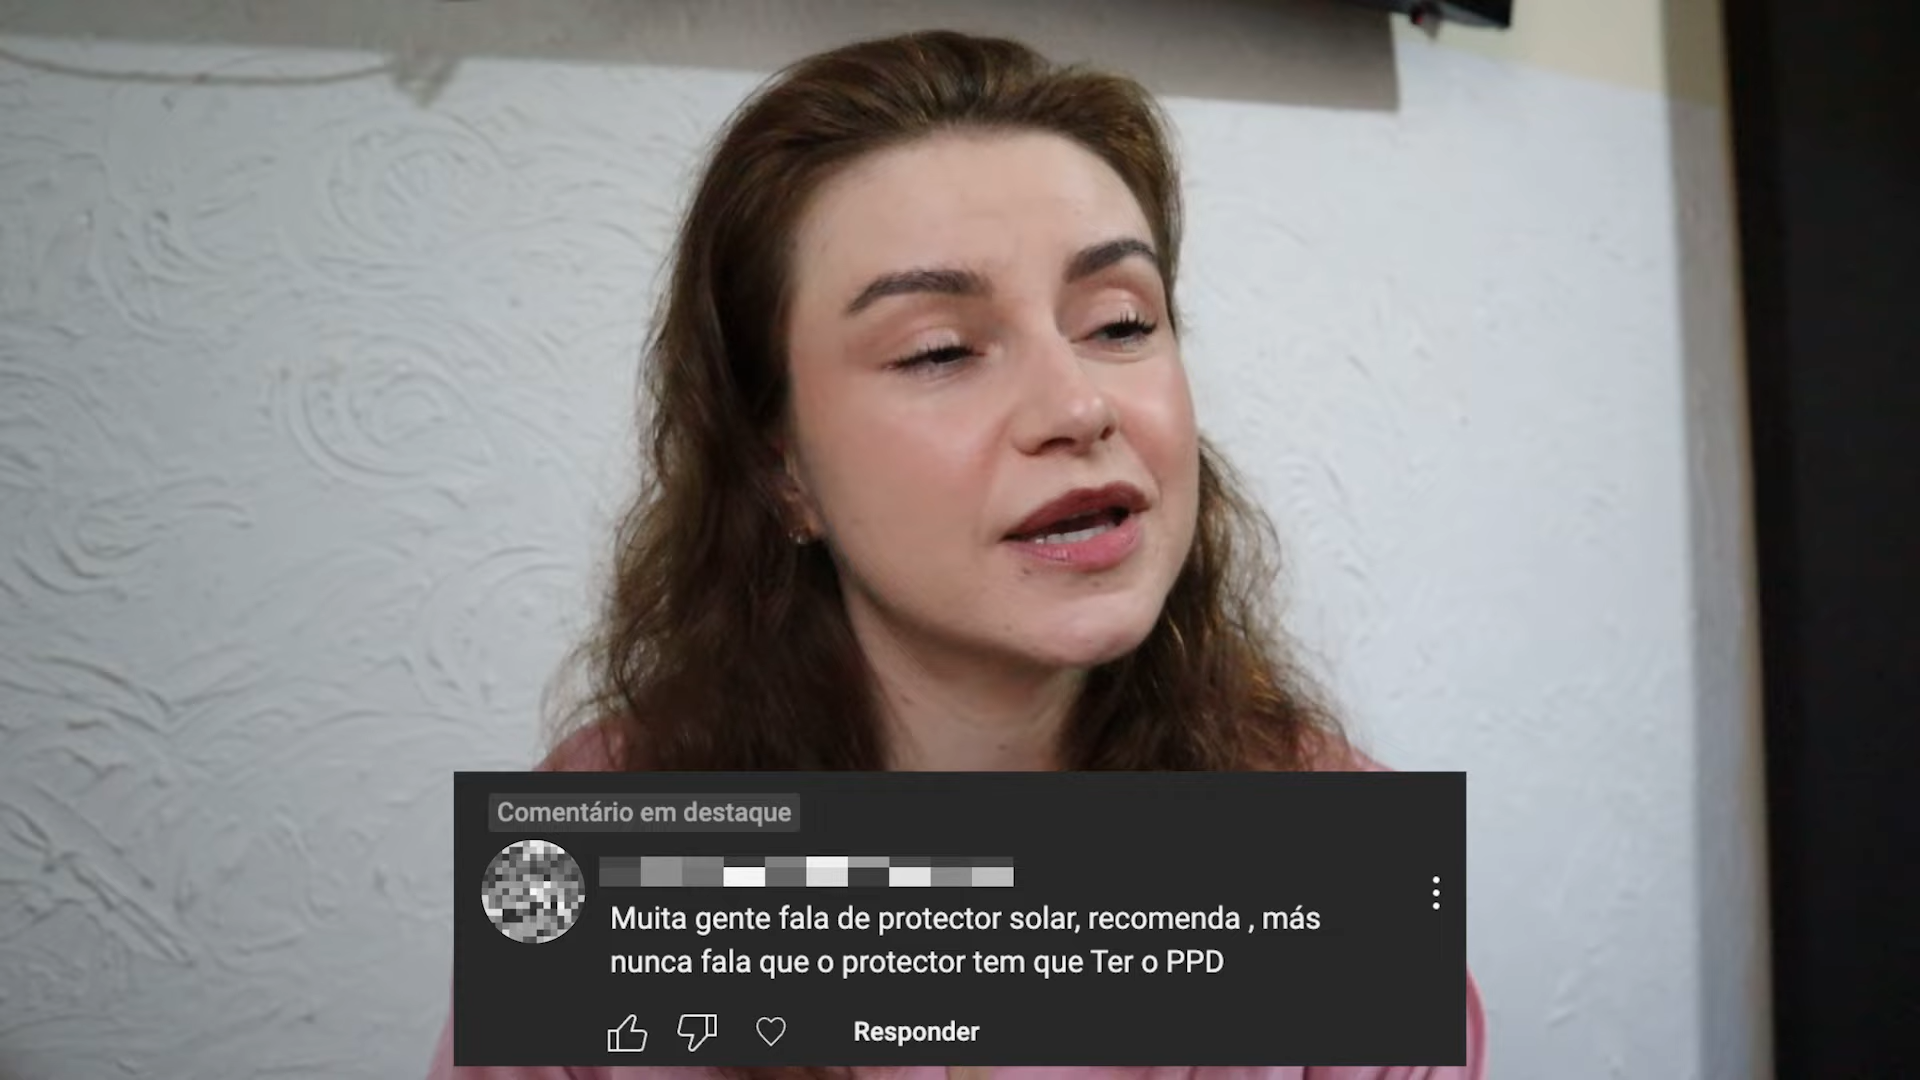 Comentário em destaque
Muita gente fala de protector solar, recomenda , más
nunca fala que o protector tem que Ter o PPD
Responder